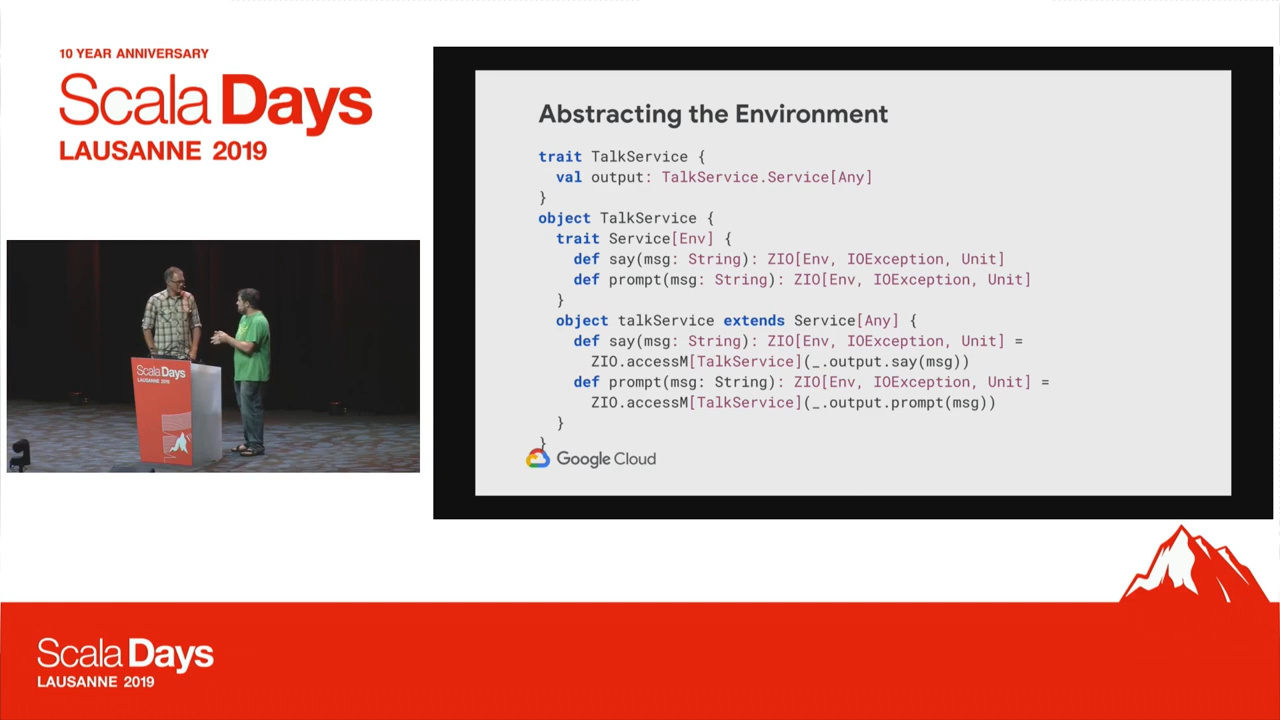 10 YEAR ANNIVERSARY
Scala Days
LAUSANNE 2019
Abstracting the Environment
trait TalkService {
val output: TalkService.Service[Any]
}
object TalkService {
trait Service[Env] {
def say(msg: String): ZIO[Env, IOException, Unit]
def prompt(msg: String): ZIO[Env, IOException, Unit]
}
object talkService extends Service[Any] {
def say(msg: String): ZIO[Env, IOException, Unit] =
ZIO.accessM[TalkService](_.output.say(msg))
def prompt(msg: String): ZIO[Env, IOException, Unit] =
ZIO.accessM[TalkService](_.output.prompt(msg))
}
}
Google Cloud
Scala Days
LAUSANNE 2019
Scala Days
LAUSANNE 2019